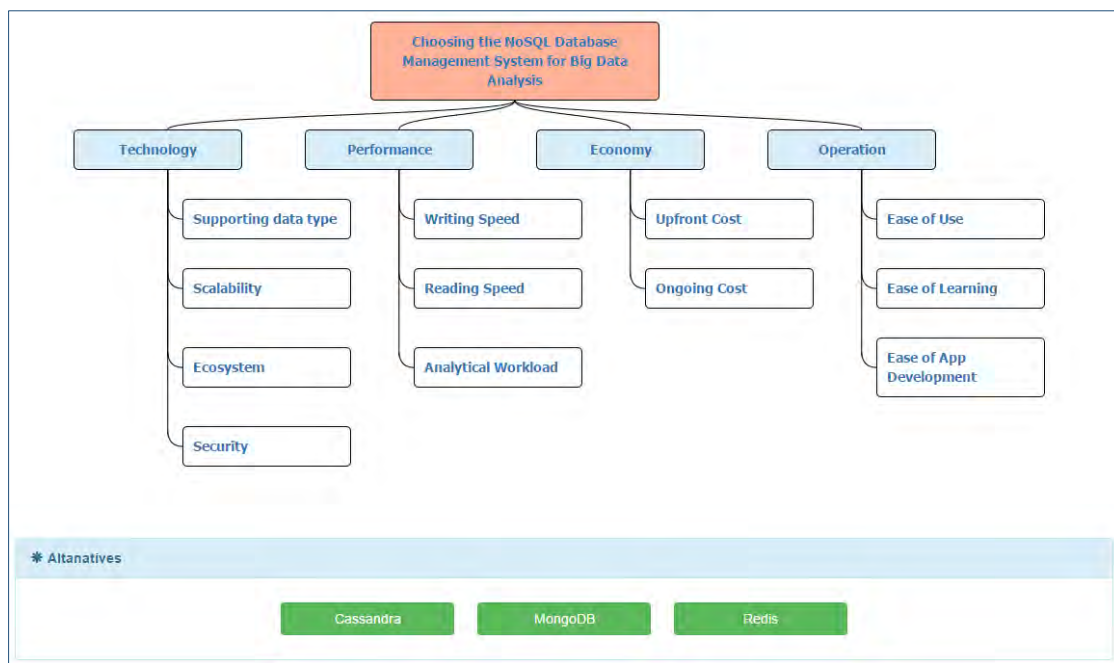 Choosing the NoSQL Database
Management System for Big Data
Analysis
Technology
Performance
Economy
Operation
Supporting data type
Writing Speed
Upfront Cost
Ease of Use
Scalability
Reading Speed
Ongoing Cost
Ease of Learning
Ecosystem
Analytical Workload
Ease of App
Development
Security
Altanatives
Cassandra
MongoDB
Redis